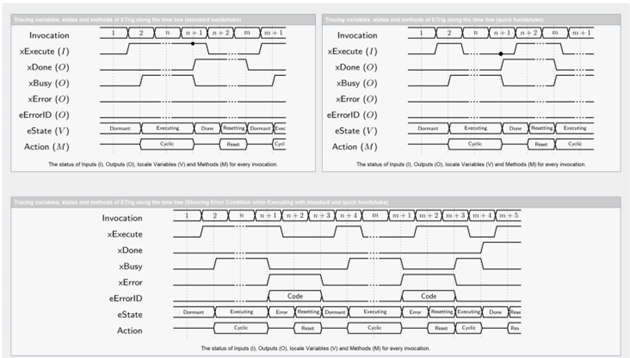 Tracing variables, states and methods of ETrig along the time line (standard handshake)
Invocation 1 2 n n + 1 n + 2 m m + 1
xExecute (I)
xDone (O)
xBusy (O)
xError (O)
eErrorID (O)
eState (V) Dormant Executing Done Resetting Dormant Exec
Action (M) Cyclic Reset Cycl
The status of Inputs (I), Outputs (O), locale Variables (V) and Methods (M) for every invocation.
Tracing variables, states and methods of ETrig along the time line (quick handshake)
Invocation 1 2 n n + 1 n + 2 m m + 1
xExecute (I)
xDone (O)
xBusy (O)
xError (O)
eErrorID (O)
eState (V) Dormant Executing Done Resetting Executing
Action (M) Cyclic Reset Cyclic
The status of Inputs (I), Outputs (O), locale Variables (V) and Methods (M) for every invocation.
Tracing variables, states and methods of ETrig along the time line (Showing Error Condition while Executing with standard and quick handshake)
Invocation 1 2 n n + 1 n + 2 n + 3 n + 4 m m + 1 m + 2 m + 3 m + 4 m + 5
xExecute
xDone
xBusy
xError
eErrorID Code Code
eState Dormant Executing Error Resetting Dormant Executing Error Resetting Executing Done Rese
Action Cyclic Reset Cyclic Reset Cyclic Res
The status of Inputs (I), Outputs (O), locale Variables (V) and Methods (M) for every invocation.